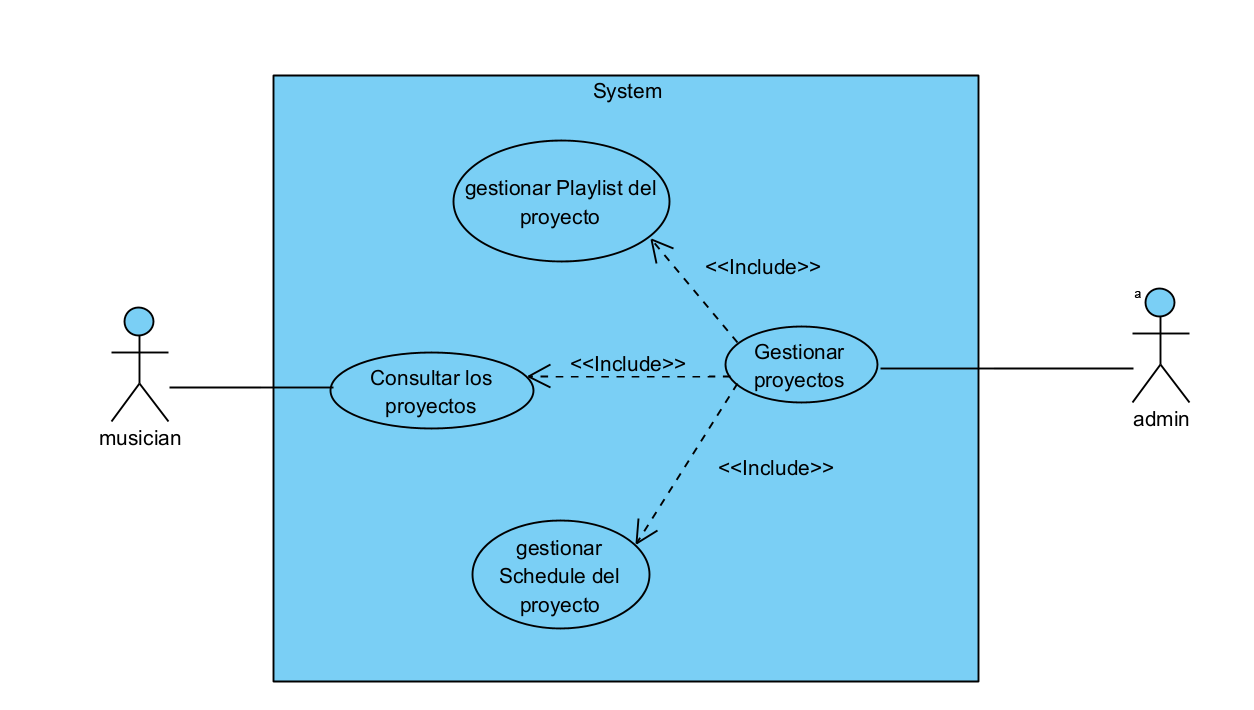 System
gestionar Playlist del
proyecto
<<Include>>
a
Gestionar
proyectos
<<Include>>
Consultar los
proyectos
musician
admin
<<Include>>
gestionar
Schedule del
proyecto